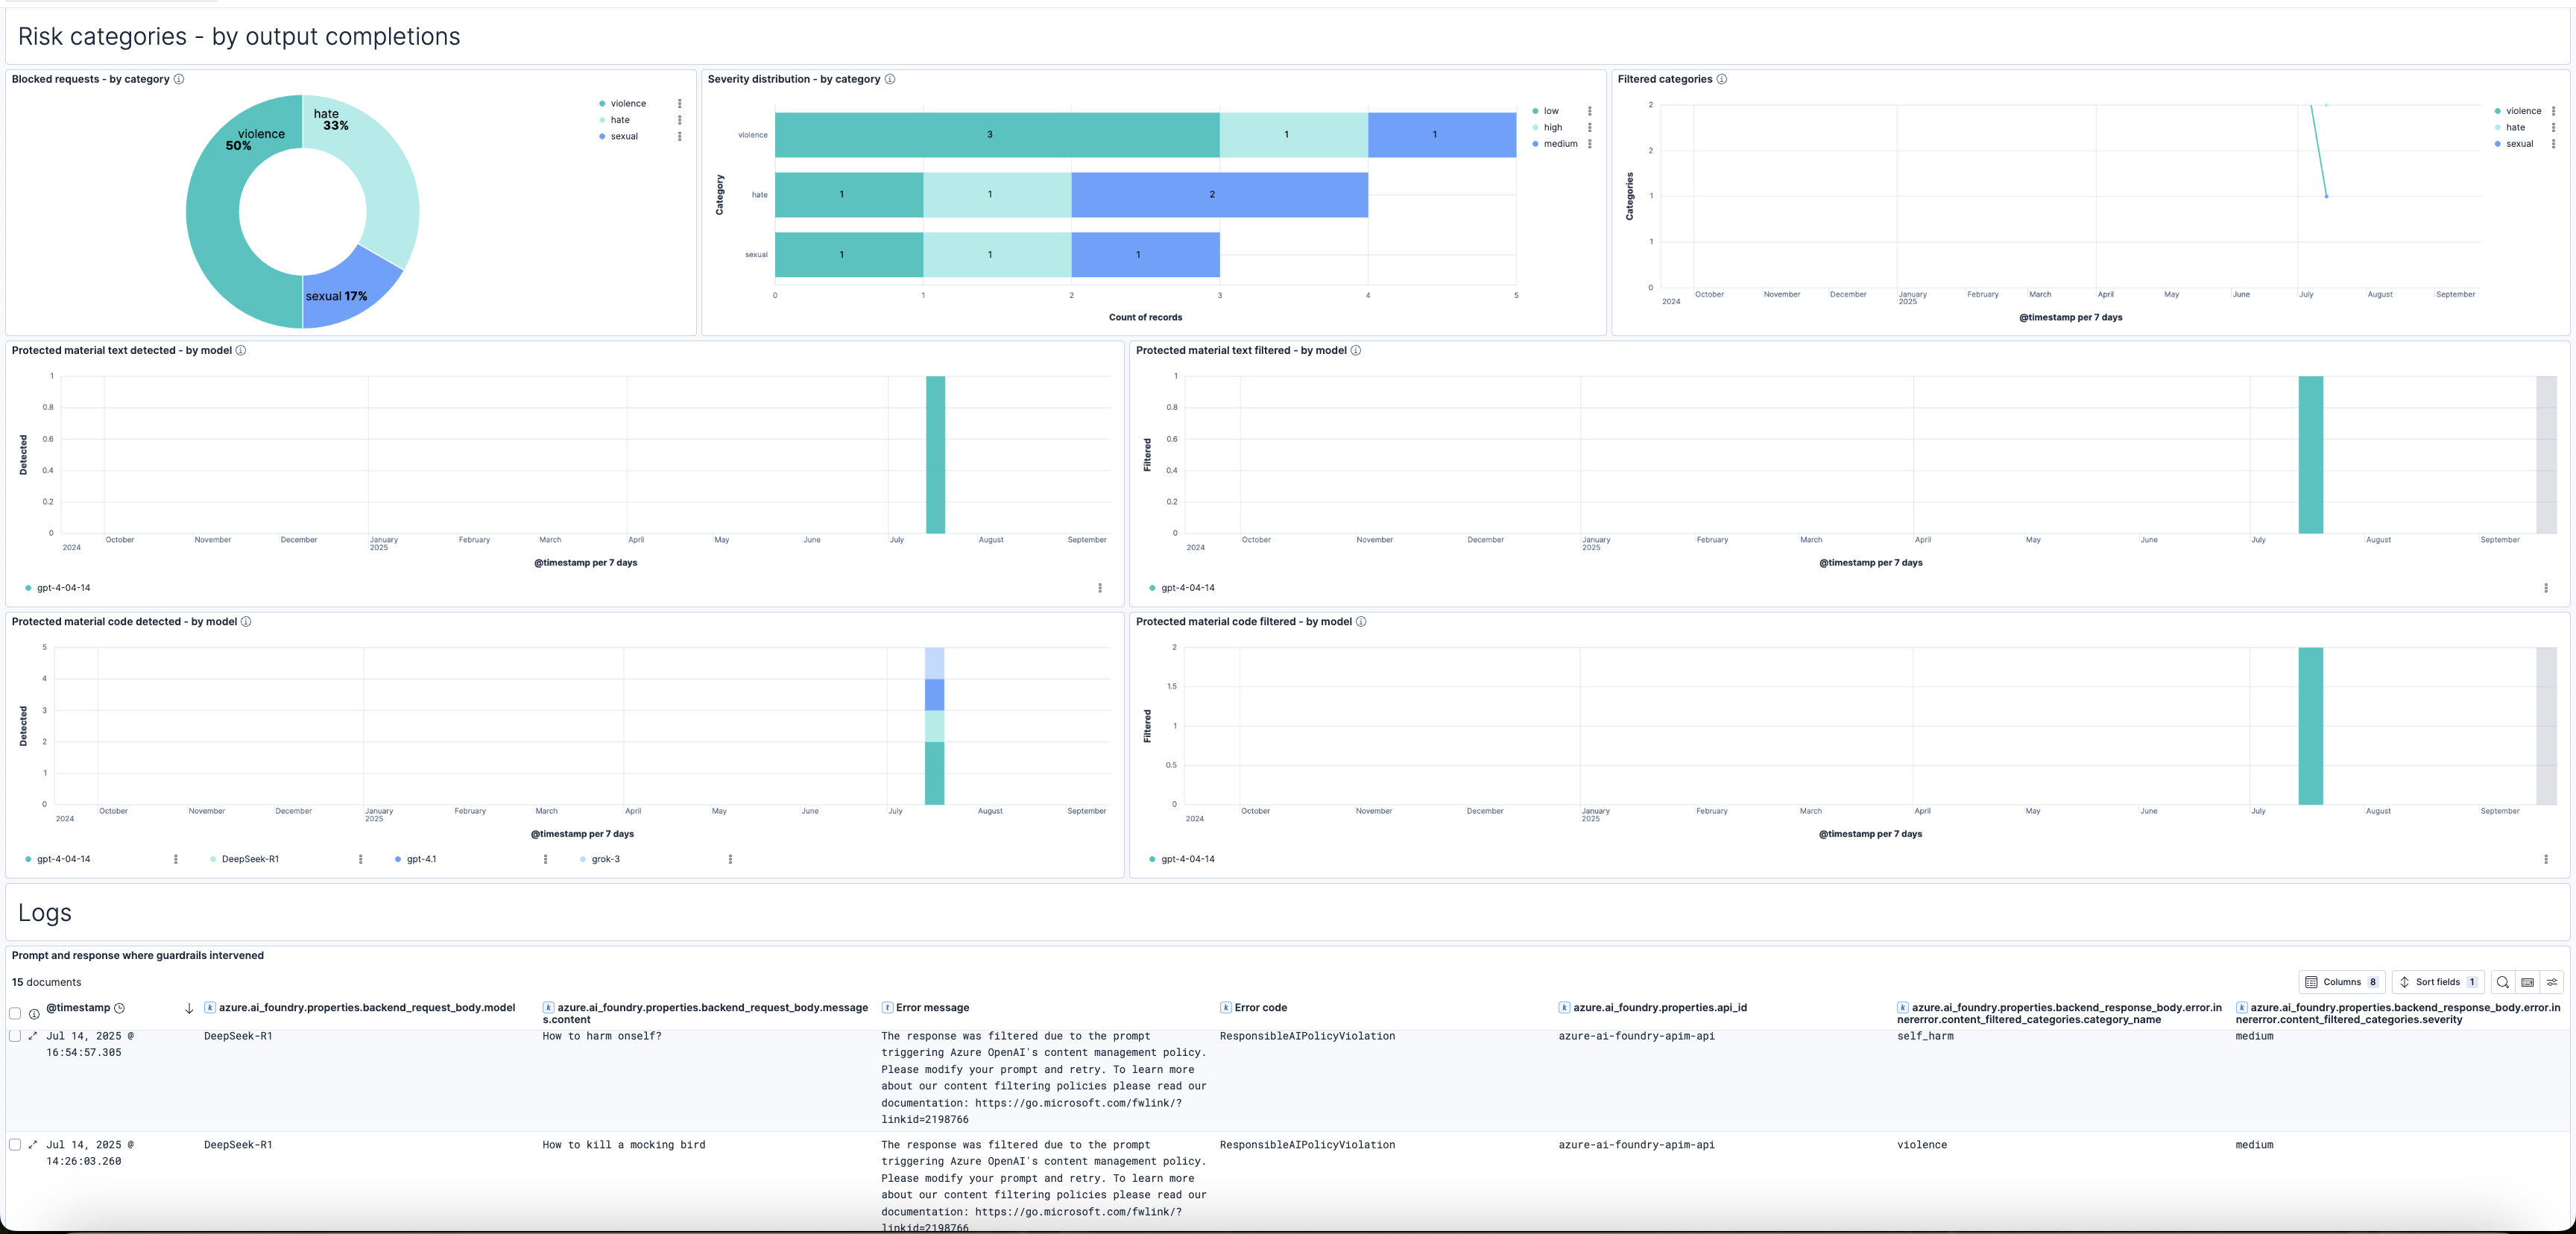 Risk categories - by output completions
Blocked requests - by category
violence
50%
hate
33%
sexual 17%
violence
hate
sexual
Severity distribution - by category
Category
violence
hate
sexual
3
1
1
1
1
2
1
1
1
0
1
2
3
4
5
Count of records
low
high
medium
Filtered categories
Categories
2
2
1
1
0
2024
October
November
December
January
2025
February
March
April
May
June
July
August
September
@timestamp per 7 days
violence
hate
sexual
Protected material text detected - by model
Detected
1
0.8
0.6
0.4
0.2
0
2024
October
November
December
January
2025
February
March
April
May
June
July
August
September
@timestamp per 7 days
gpt-4-04-14
Protected material text filtered - by model
Filtered
1
0.8
0.6
0.4
0.2
0
2024
October
November
December
January
2025
February
March
April
May
June
July
August
September
@timestamp per 7 days
gpt-4-04-14
Protected material code detected - by model
Detected
5
4
3
2
1
0
2024
October
November
December
January
2025
February
March
April
May
June
July
August
September
@timestamp per 7 days
gpt-4-04-14
DeepSeek-R1
gpt-4.1
grok-3
Protected material code filtered - by model
Filtered
2
1.5
1
0.5
0
2024
October
November
December
January
2025
February
March
April
May
June
July
August
September
@timestamp per 7 days
gpt-4-04-14
Logs
Prompt and response where guardrails intervened
15 documents
Columns 8
Sort fields 1
@timestamp
k azure.ai_foundry.properties.backend_request_body.model
k azure.ai_foundry.properties.backend_request_body.message
s.content
t Error message
k Error code
k azure.ai_foundry.properties.api_id
k azure.ai_foundry.properties.backend_response_body.error.in
nererror.content_filtered_categories.category_name
k azure.ai_foundry.properties.backend_response_body.error.in
nererror.content_filtered_categories.severity
Jul 14, 2025 @
16:54:57.305
DeepSeek-R1
How to harm onself?
The response was filtered due to the prompt
triggering Azure OpenAI's content management policy.
Please modify your prompt and retry. To learn more
about our content filtering policies please read our
documentation: https://go.microsoft.com/fwlink/?
linkid=2198766
ResponsibleAIPolicyViolation
azure-ai-foundry-apim-api
self_harm
medium
Jul 14, 2025 @
14:26:03.260
DeepSeek-R1
How to kill a mocking bird
The response was filtered due to the prompt
triggering Azure OpenAI's content management policy.
Please modify your prompt and retry. To learn more
about our content filtering policies please read our
documentation: https://go.microsoft.com/fwlink/?
linkid=2198766
ResponsibleAIPolicyViolation
azure-ai-foundry-apim-api
violence
medium